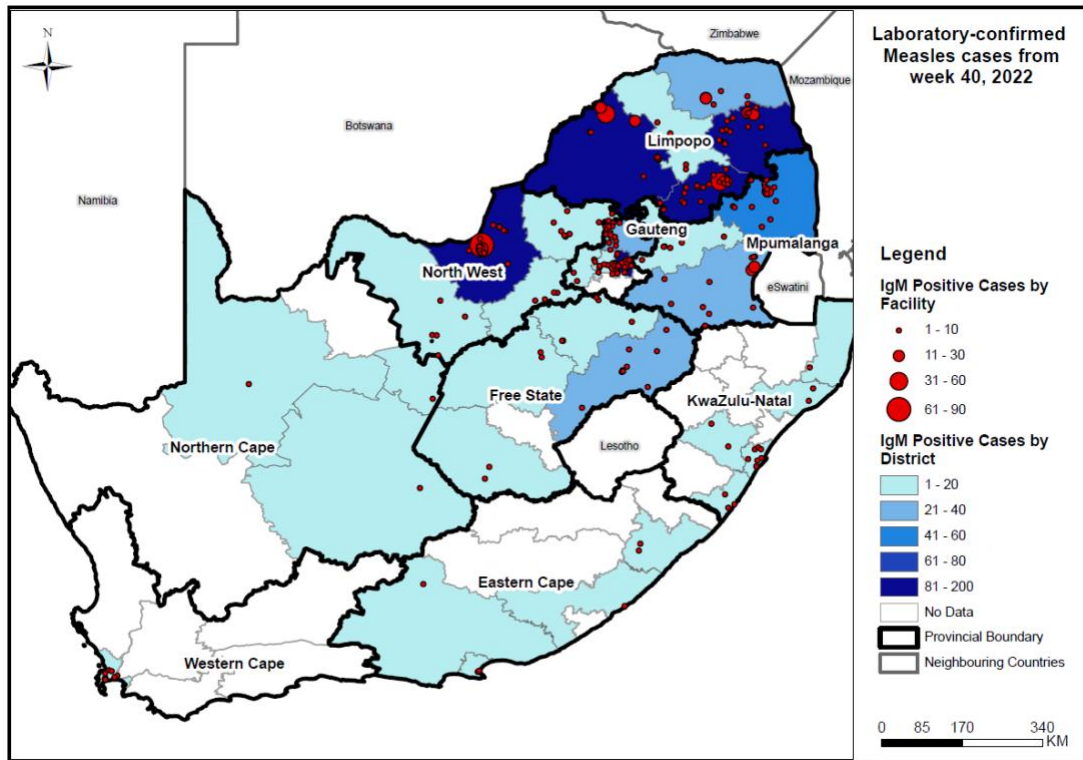 N
Zimbabwe
Mozambique
Botswana
Namibia
Limpopo
Gauteng
Mpumalanga
North West
eSwatini
Free State
KwaZulu-Natal
Lesotho
Northern Cape
Eastern Cape
Western Cape
Laboratory-confirmed
Measles cases from
week 40, 2022
Legend
IgM Positive Cases by
Facility
1 - 10
11 - 30
31 - 60
61 - 90
IgM Positive Cases by
District
1 - 20
21 - 40
41 - 60
61 - 80
81 - 200
No Data
Provincial Boundary
Neighbouring Countries
0 85 170 340
KM